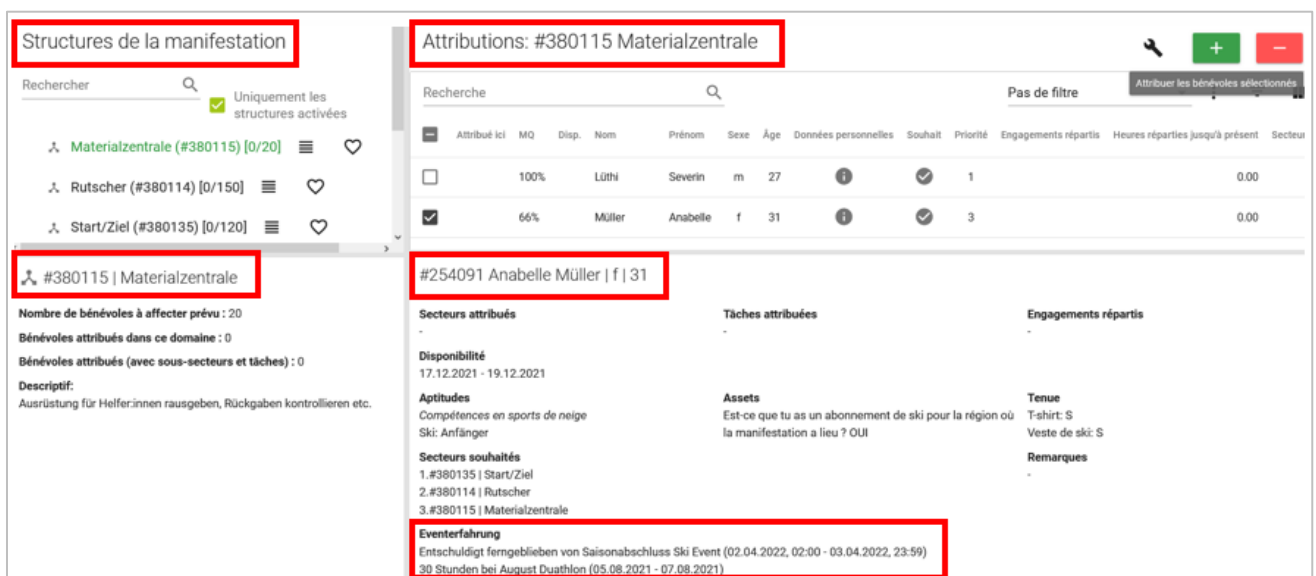 Structures de la manifestation
Rechercher
Uniquement les
structures activées
Materialzentrale (#380115) [0/20]
Rutscher (#380114) [0/150]
Start/Ziel (#380135) [0/120]
#380115 | Materialzentrale
Nombre de bénévoles à affecter prévu : 20
Bénévoles attribués dans ce domaine : 0
Bénévoles attribués (avec sous-secteurs et tâches) : 0
Descriptif:
Ausrüstung für Helfer:innen rausgeben, Rückgaben kontrollieren etc.
Attributions: #380115 Materialzentrale
Attribuer les bénévoles sélectionnés
Recherche
Pas de filtre
Attribué ici MQ Disp. Nom Prénom Sexe Âge Données personnelles Souhait Priorité Engagements répartis Heures réparties jusqu'à présent Secteu
100% Lüthi Severin m 27 1 0.00
66% Müller Anabelle f 31 3 0.00
#254091 Anabelle Müller | f | 31
Secteurs attribués Tâches attribuées Engagements répartis
- - -
Disponibilité
17.12.2021 - 19.12.2021
Aptitudes Assets Tenue
Compétences en sports de neige Est-ce que tu as un abonnement de ski pour la région où T-shirt: S
Ski: Anfänger la manifestation a lieu ? OUI Veste de ski: S
Secteurs souhaités Remarques
1.#380135 | Start/Ziel -
2.#380114 | Rutscher
3.#380115 | Materialzentrale
Eventerfahrung
Entschuldigt ferngeblieben von Saisonabschluss Ski Event (02.04.2022, 02:00 - 03.04.2022, 23:59)
30 Stunden bei August Duathlon (05.08.2021 - 07.08.2021)